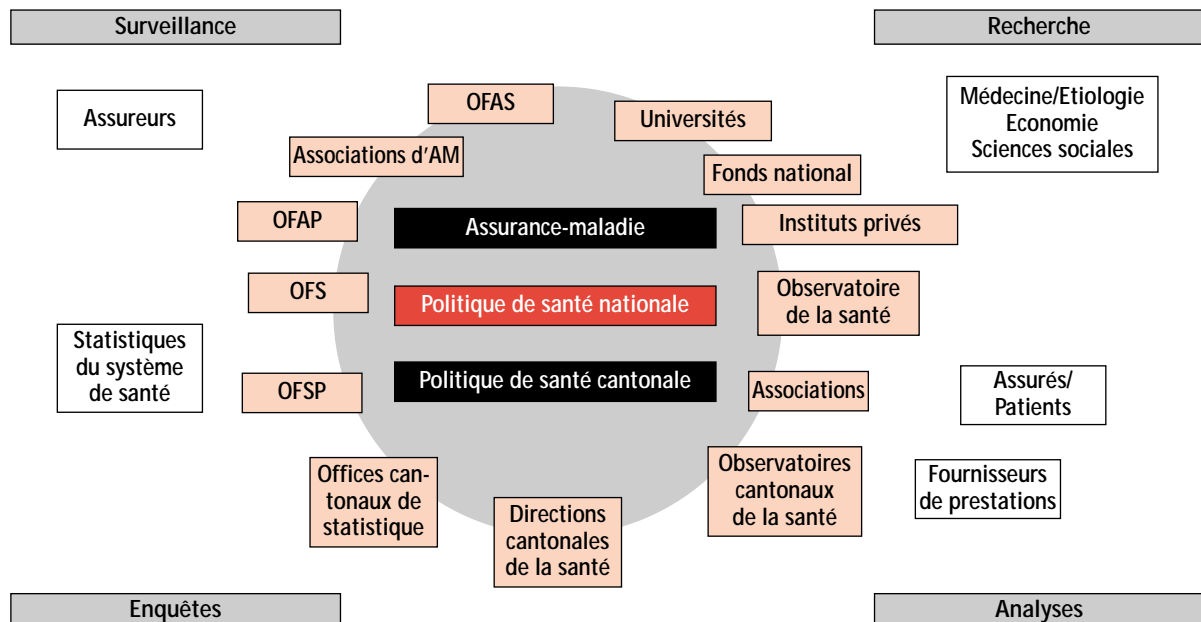 Surveillance
Recherche
OFAS
Universités
Assureurs
Médecine/Etiologie
Economie
Sciences sociales
Associations d'AM
Fonds national
OFAP
Assurance-maladie
Instituts privés
OFS
Politique de santé nationale
Observatoire
de la santé
Statistiques
du système
de santé
OFSP
Politique de santé cantonale
Associations
Assurés/
Patients
Offices can-
tonaux de
statistique
Directions
cantonales
de la santé
Observatoires
cantonaux
de la santé
Fournisseurs
de prestations
Enquêtes
Analyses